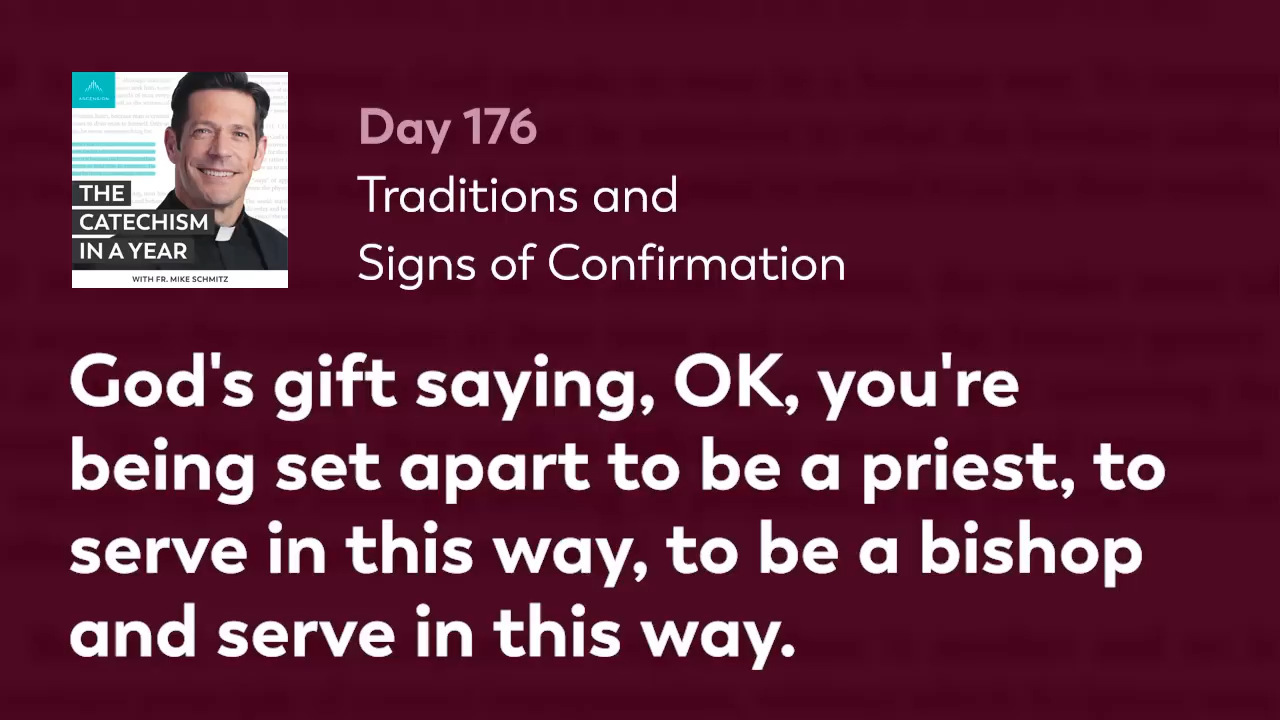 ASCENSION
THE
CATECHISM
IN A YEAR
WITH FR. MIKE SCHMITZ
Day 176
Traditions and
Signs of Confirmation
God's gift saying, OK, you're
being set apart to be a priest, to
serve in this way, to be a bishop
and serve in this way.